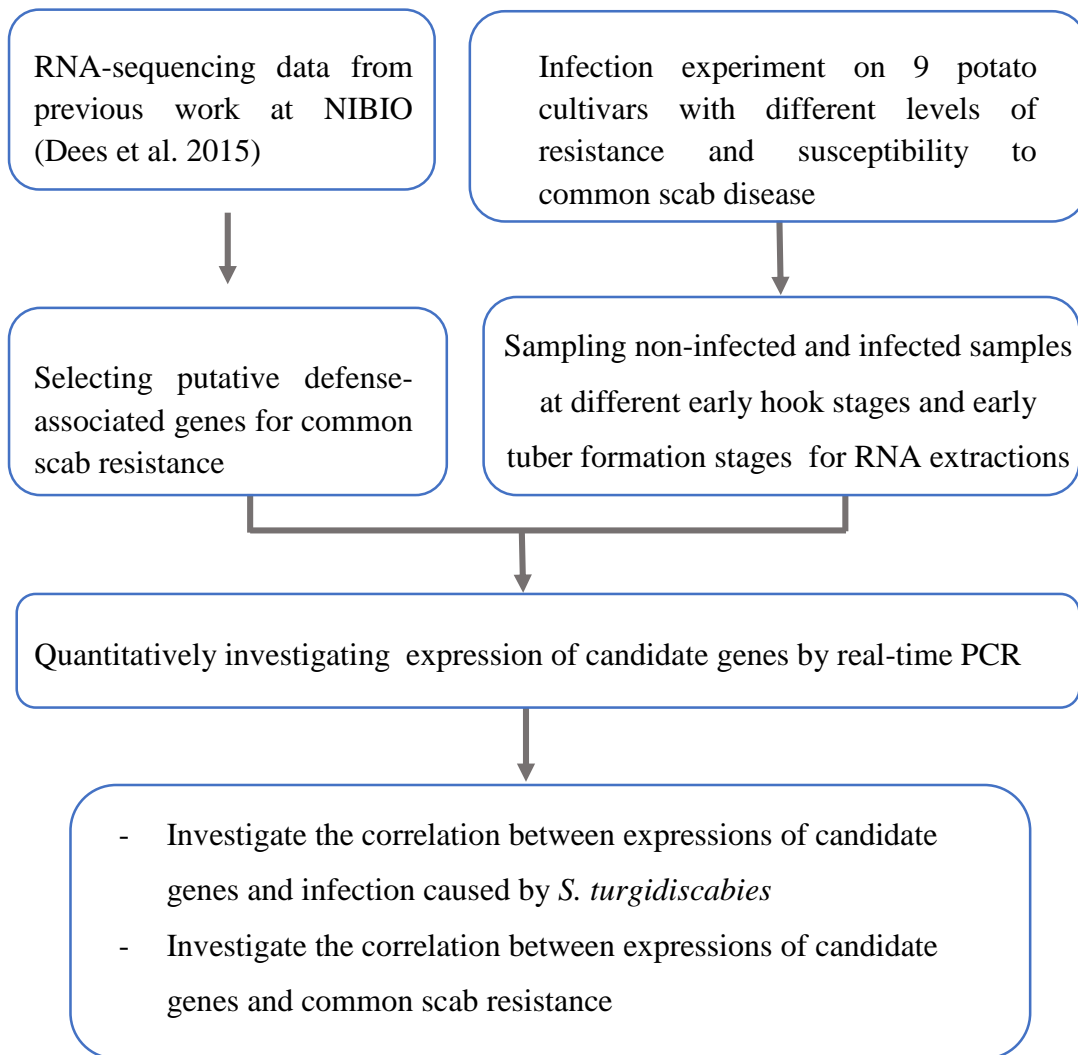 RNA-sequencing data from
previous work at NIBIO
(Dees et al. 2015)
Infection experiment on 9 potato
cultivars with different levels of
resistance and susceptibility to
common scab disease
Selecting putative defense-
associated genes for common
scab resistance
Sampling non-infected and infected samples
at different early hook stages and early
tuber formation stages for RNA extractions
Quantitatively investigating expression of candidate genes by real-time PCR
- Investigate the correlation between expressions of candidate
genes and infection caused by S. turgidiscabies
- Investigate the correlation between expressions of candidate
genes and common scab resistance